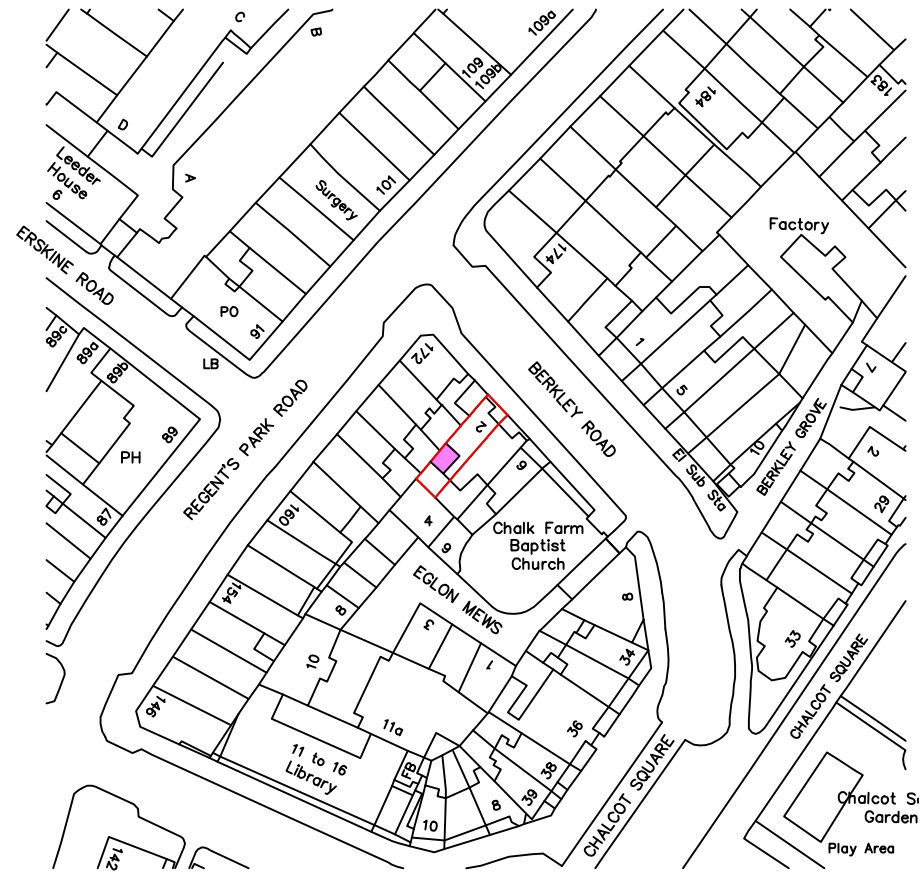 C
B
109a
109
109b
184
183
D
Leeder
House
6
A
Surgery
101
Factory
174
ERSKINE ROAD
PO
91
LB
89c
89a
89b
172
1
7
BERKLEY ROAD
5
REGENT'S PARK ROAD
89
PH
2
6
10
BERKLEY GROVE
2
El Sub Sta
29
87
160
4
6
Chalk Farm
Baptist
Church
EGLON MEWS
154
8
8
3
1
34
33
CHALCOT SQUARE
10
146
11a
36
11 to 16
Library
FB
38
39
8
10
CHALCOT SQUARE
Chalcot S
Garden
Play Area
142